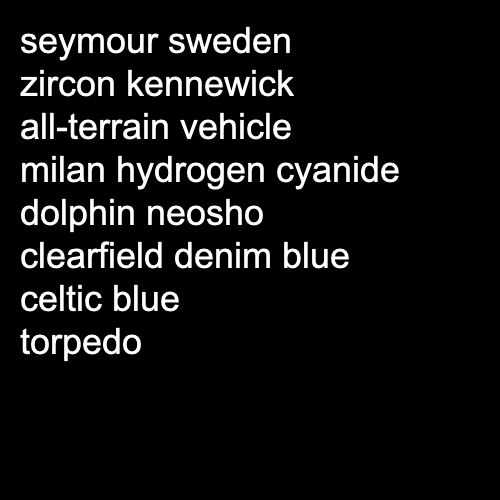 seymour sweden
zircon kennewick
all-terrain vehicle
milan hydrogen cyanide
dolphin neosho
clearfield denim blue
celtic blue
torpedo